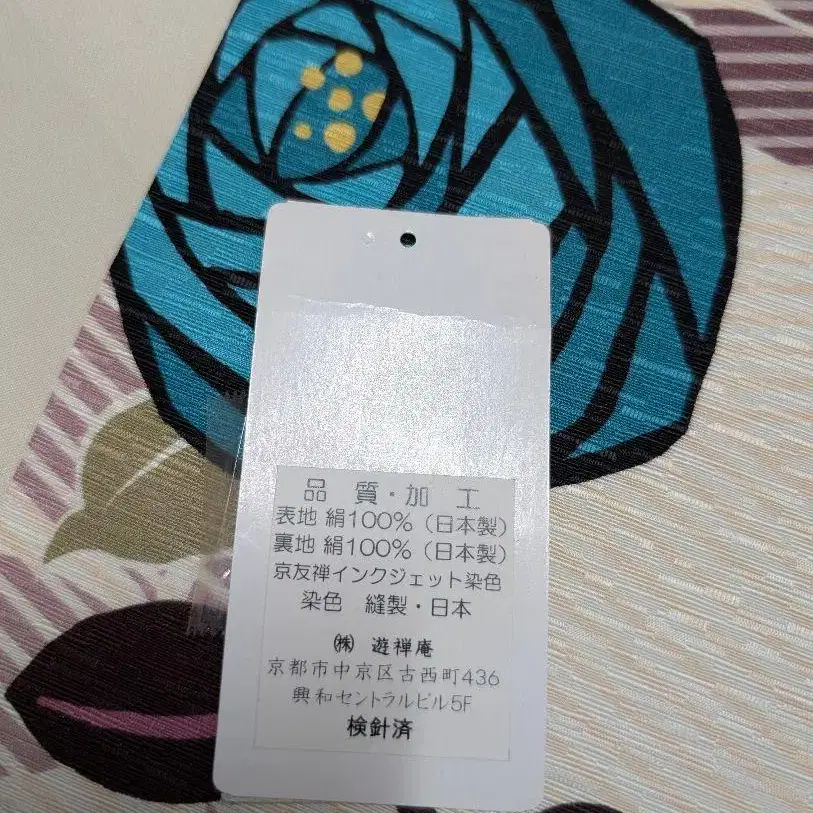 品 質・加 工
表地 絹100%（日本製）
裏地 絹100%（日本製）
京友禅インクジェット染色
染色 縫製・日本
㈱ 遊禅庵
京都市中京区古西町436
興和セントラルビル5F
検針済